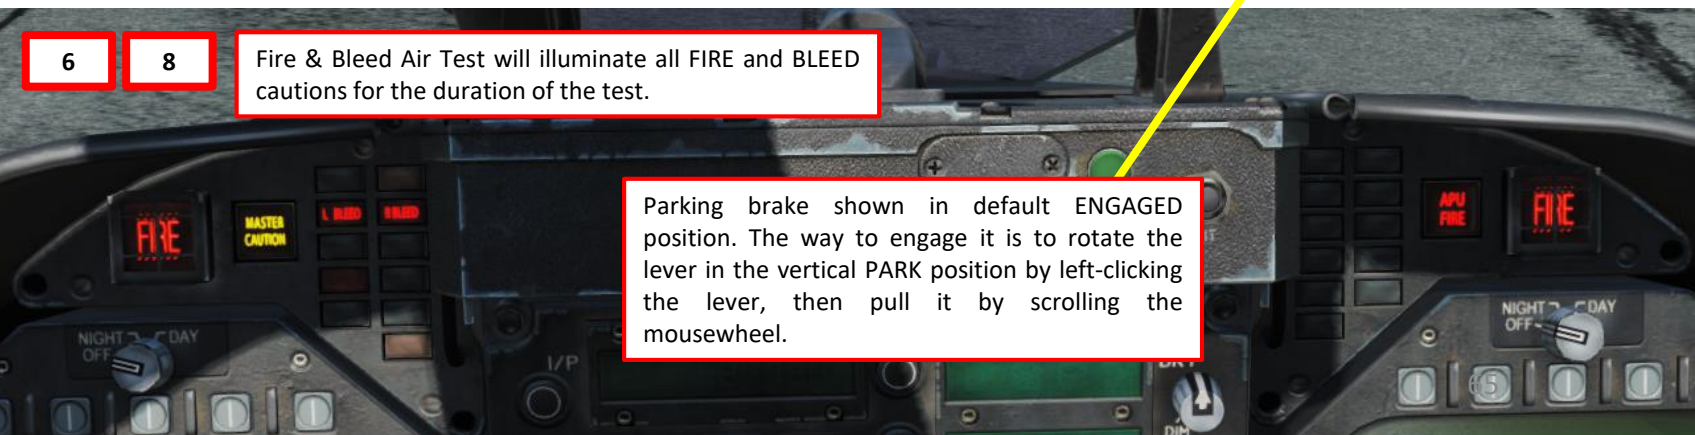 6
8
Fire & Bleed Air Test will illuminate all FIRE and BLEED
cautions for the duration of the test.
Parking brake shown in default ENGAGED
position. The way to engage it is to rotate the
lever in the vertical PARK position by left-clicking
the lever, then pull it by scrolling the
mousewheel.
FIRE
MASTER
CAUTION
L BLEED
R BLEED
APU
FIRE
FIRE
NIGHT
DAY
OFF
I/P
DIM
NIGHT
DAY
OFF
65